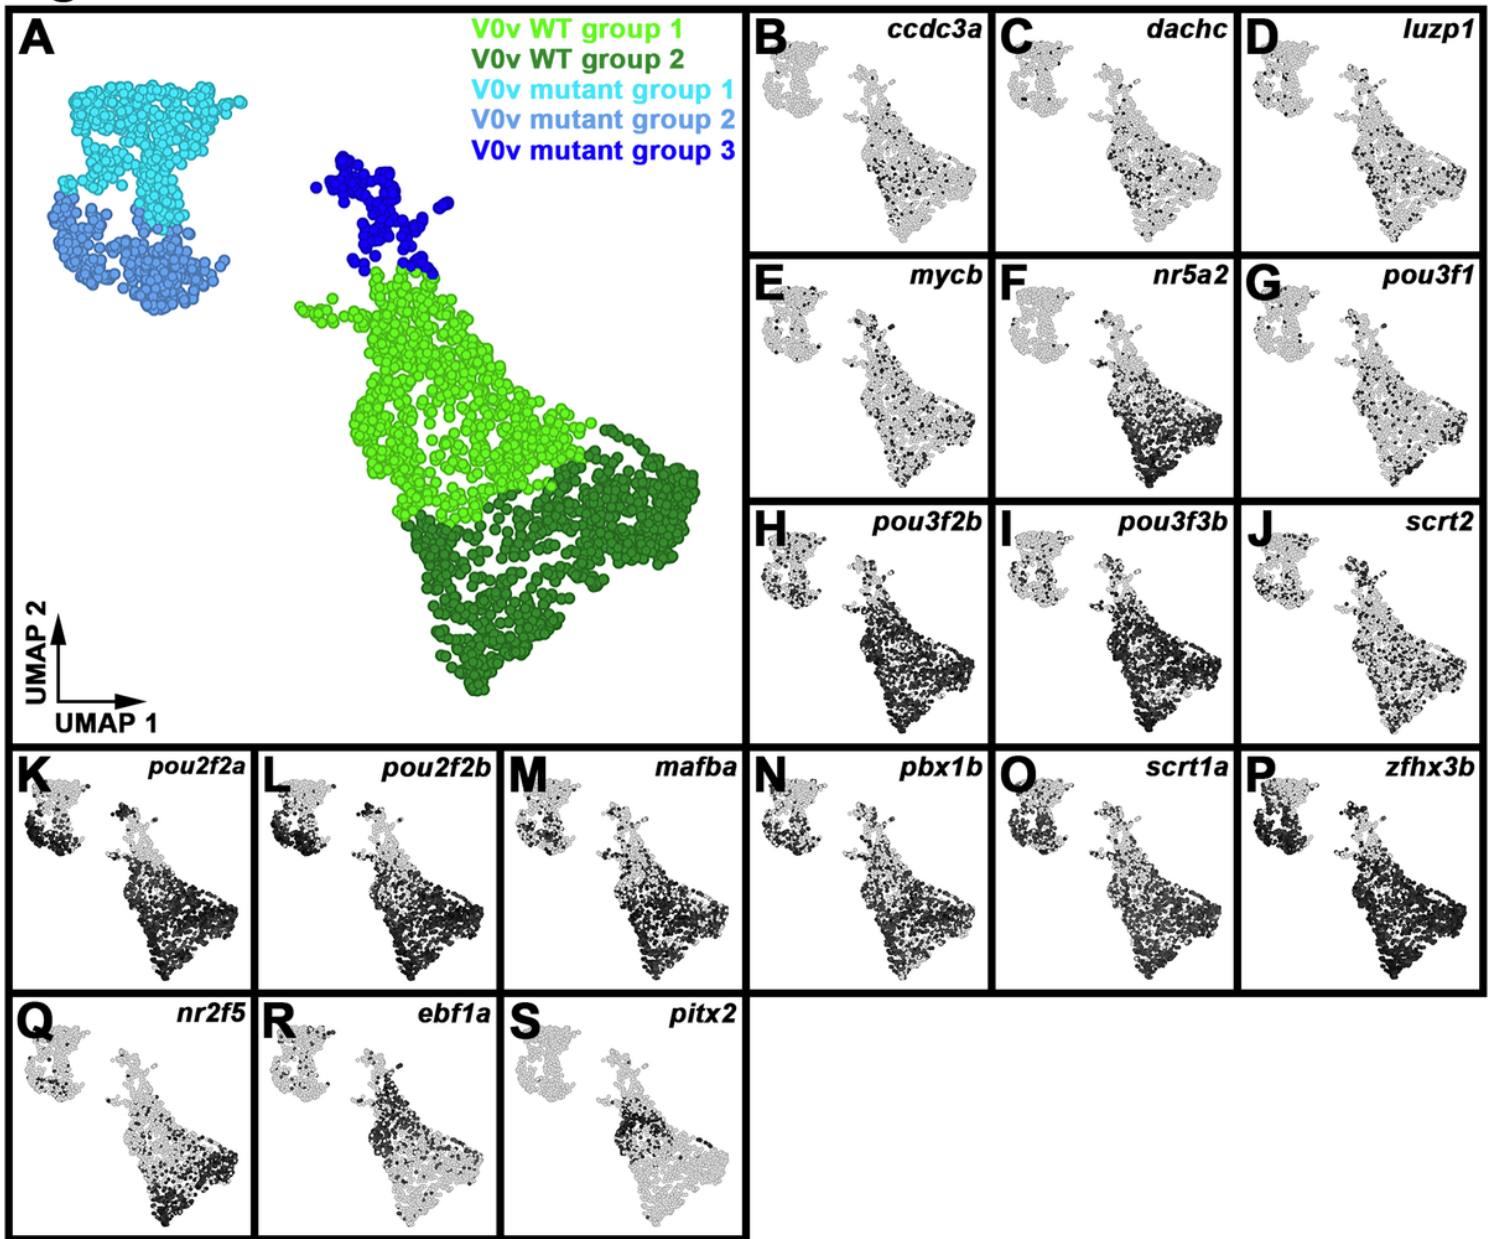 A
V0v WT group 1
V0v WT group 2
V0v mutant group 1
V0v mutant group 2
V0v mutant group 3
UMAP 2
UMAP 1
B ccdc3a
C dachc
D luzp1
E mycb
F nr5a2
G pou3f1
H pou3f2b
I pou3f3b
J scrt2
K pou2f2a
L pou2f2b
M mafba
N pbx1b
O scrt1a
P zfhx3b
Q nr2f5
R ebf1a
S pitx2